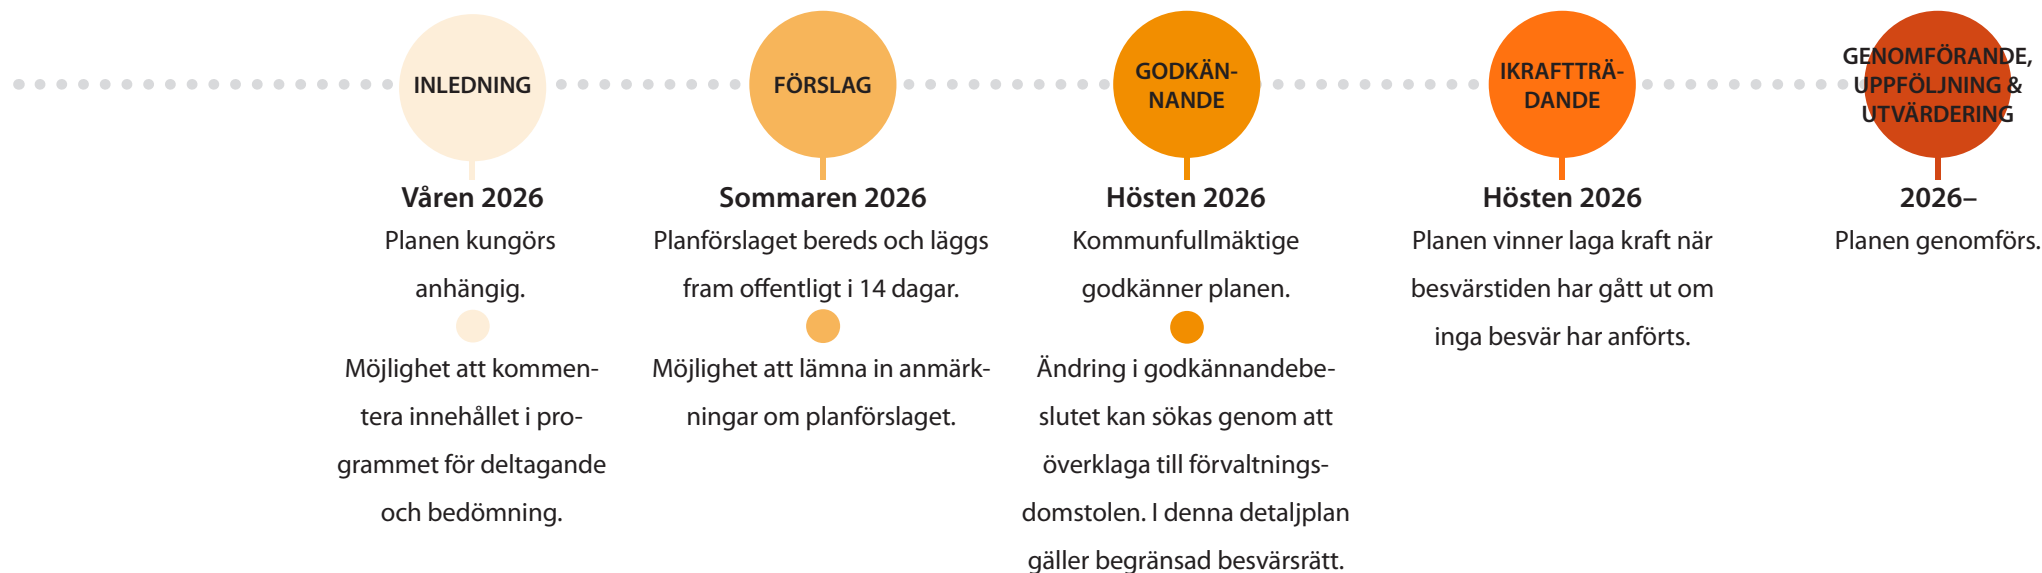 INLEDNING
Våren 2026
Planen kungörs
anhängig.
Möjlighet att kommen-
tera innehållet i pro-
grammet för deltagande
och bedömning.
FÖRSLAG
Sommaren 2026
Planförslaget bereds och läggs
fram offentligt i 14 dagar.
Möjlighet att lämna in anmärk-
ningar om planförslaget.
GODKÄN-
NANDE
Hösten 2026
Kommunfullmäktige
godkänner planen.
Ändring i godkännandebe-
slutet kan sökas genom att
överklaga till förvaltnings-
domstolen. I denna detaljplan
gäller begränsad besvärsrätt.
IKRAFTTRÄ-
DANDE
Hösten 2026
Planen vinner laga kraft när
besvärstiden har gått ut om
inga besvär har anförts.
GENOMFÖRANDE,
UPPFÖLJNING &
UTVÄRDERING
2026–
Planen genomförs.